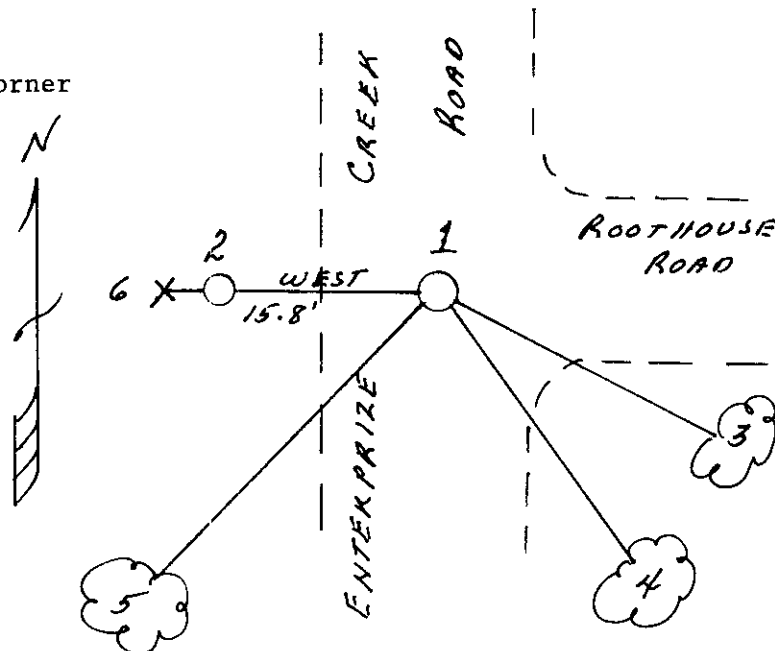 orner
N
CREEK ROAD
ROOTHOUSE
ROAD
2
1
6
WEST
15.8'
ENTERPRIZE
3
4
5